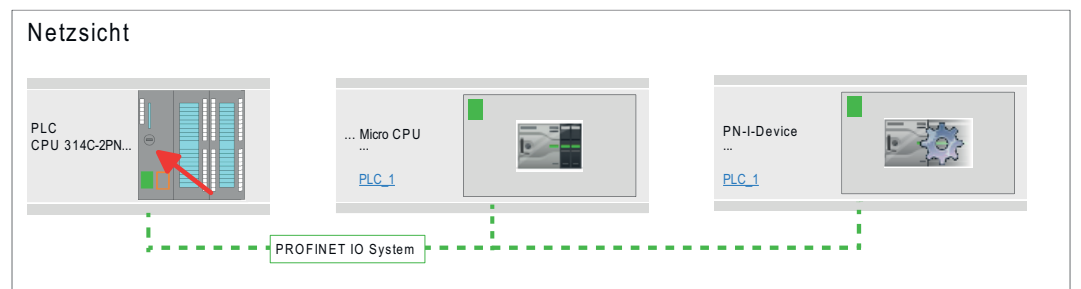 Netzsicht
PLC
CPU 314C-2PN...
... Micro CPU
...
PLC_1
PN-I-Device
...
PLC_1
PROFINET IO System